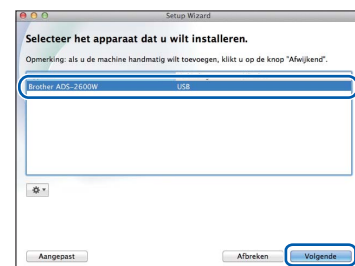 Setup Wizard
Selecteer het apparaat dat u wilt installeren.
Opmerking: als u de machine handmatig wilt toevoegen, klikt u op de knop "Afwijkend".
Brother ADS-2600W USB
Aangepast Afbreken Volgende